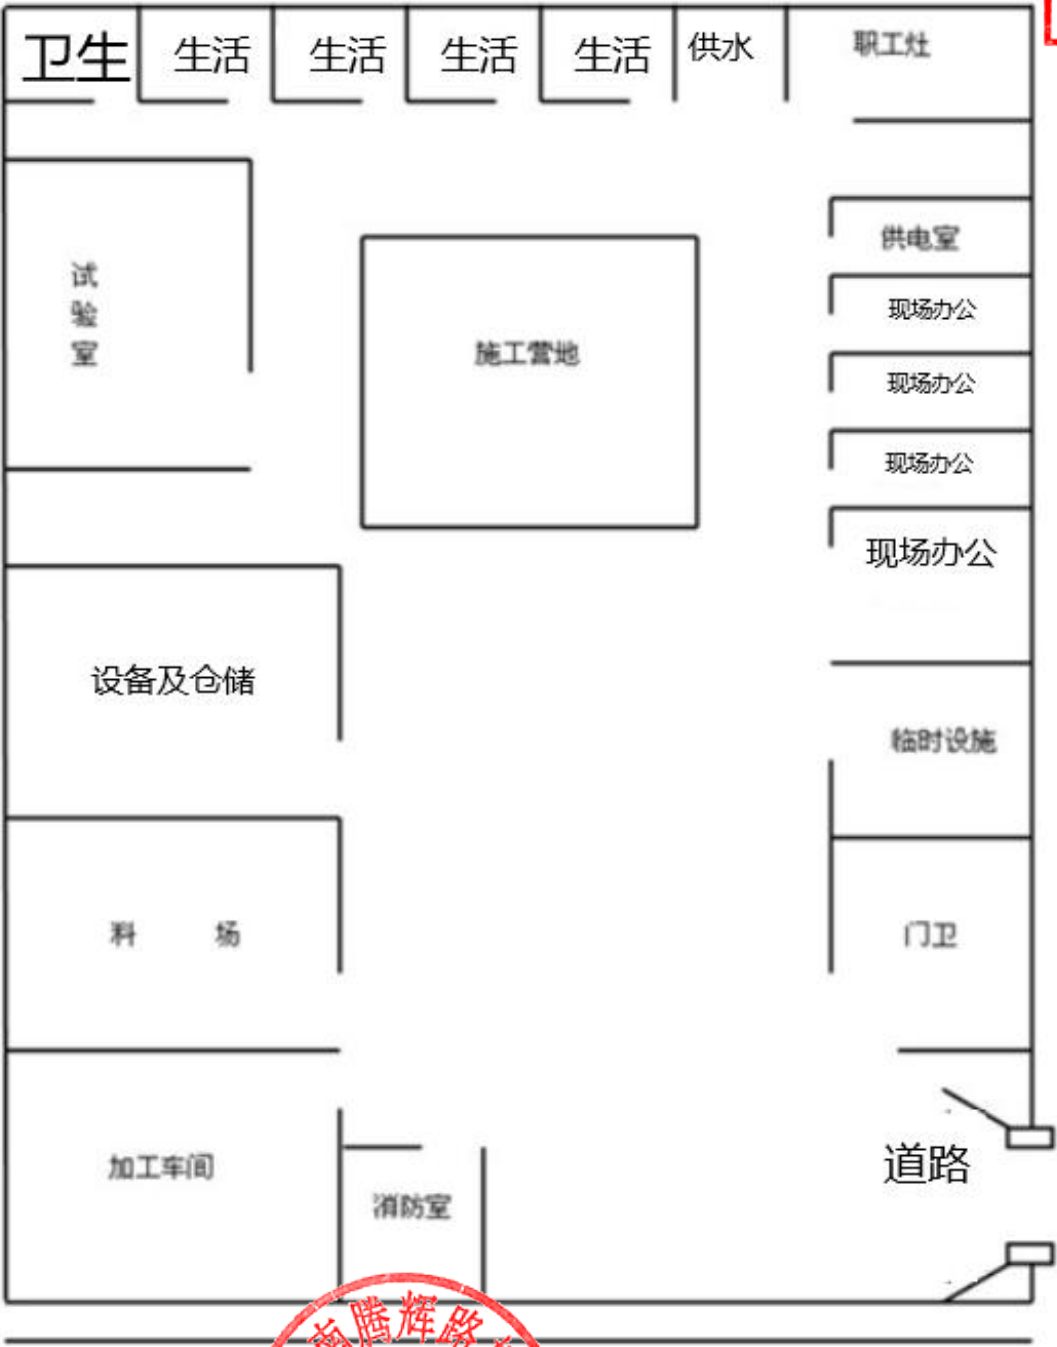 卫生
生活
生活
生活
生活
供水
职工灶
供电室
试
验
室
现场办公
施工营地
现场办公
现场办公
现场办公
设备及仓储
临时设施
料 场
门卫
加工车间
道路
消防室
腾辉路